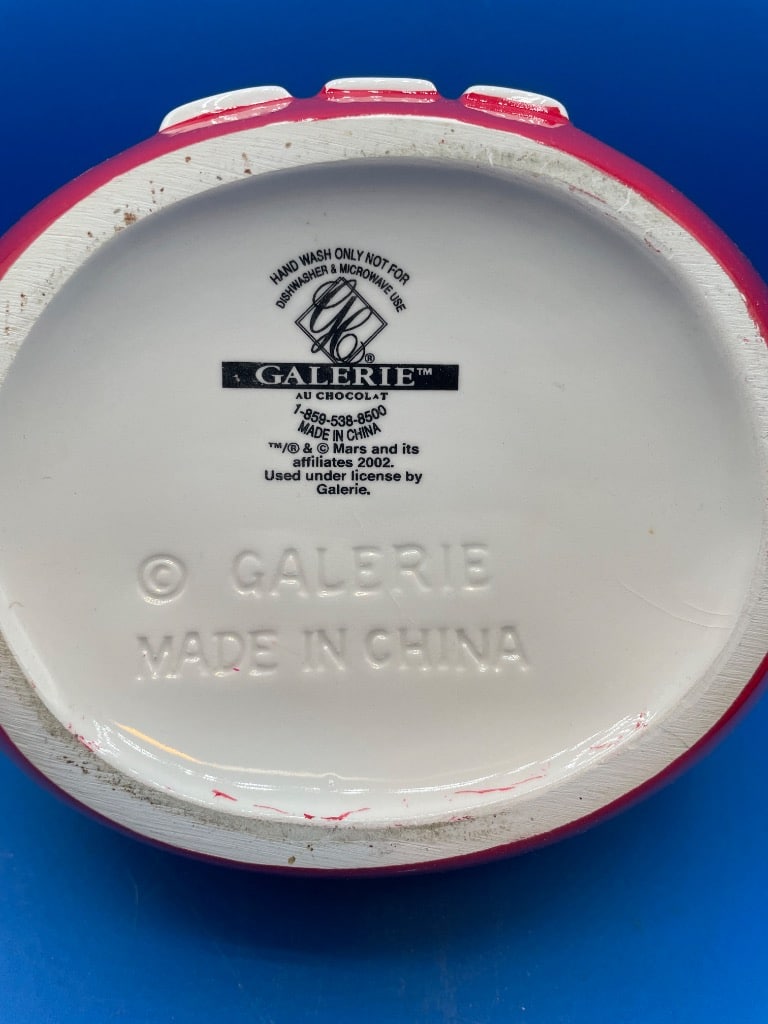 HAND WASH ONLY NOT FOR
DISHWASHER & MICROWAVE USE
GC®
GALERIE™
AU CHOCOLAT
1-859-538-8500
MADE IN CHINA
™/® & © Mars and its
affiliates 2002.
Used under license by
Galerie.
© GALERIE
MADE IN CHINA